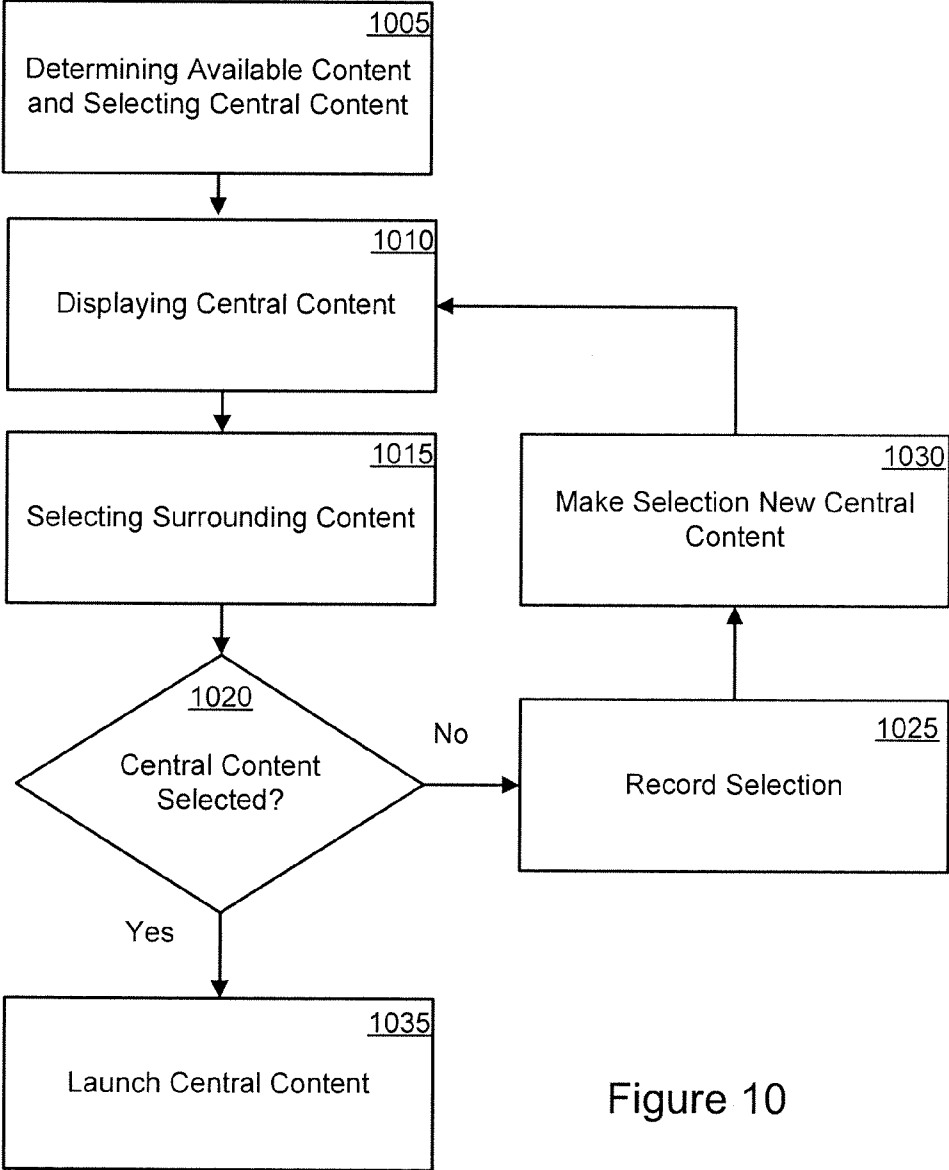 1005
Determining Available Content
and Selecting Central Content
1010
Displaying Central Content
1015
Selecting Surrounding Content
1030
Make Selection New Central
Content
1020
Central Content
Selected?
No
1025
Record Selection
Yes
1035
Launch Central Content
Figure 10